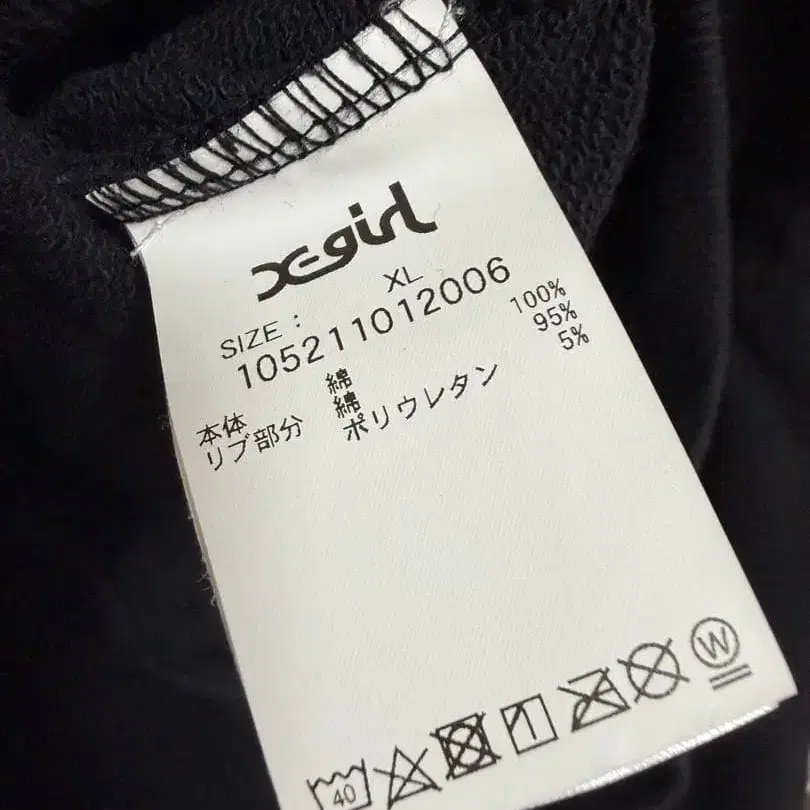 X-girl
SIZE : XL
105211012006
本体 綿 100%
リブ部分 綿 95%
ポリウレタン 5%
40
W